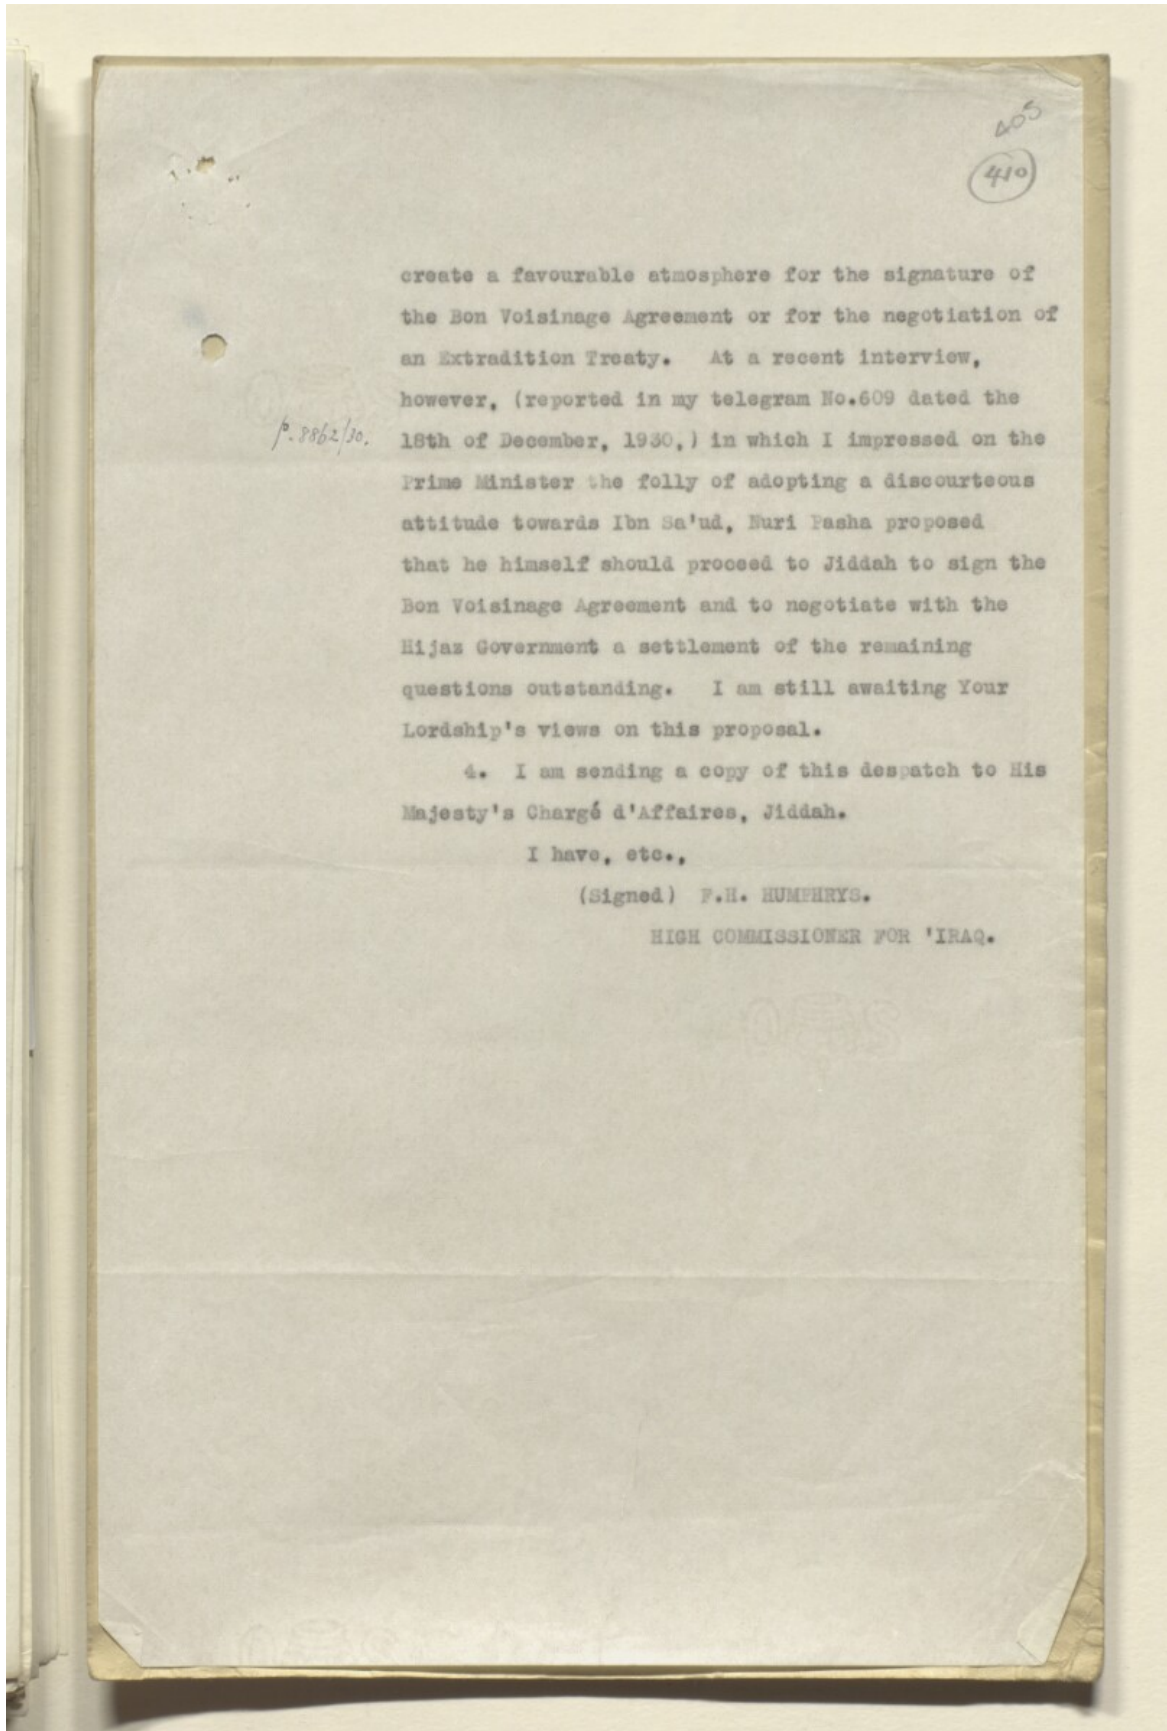 405
410
create a favourable atmosphere for the signature of
the Bon Voisinage Agreement or for the negotiation of
an Extradition Treaty. At a recent interview,
however, (reported in my telegram No.609 dated the
p. 8862/30.
18th of December, 1930,) in which I impressed on the
Prime Minister the folly of adopting a discourteous
attitude towards Ibn Sa'ud, Nuri Pasha proposed
that he himself should proceed to Jiddah to sign the
Bon Voisinage Agreement and to negotiate with the
Hijaz Government a settlement of the remaining
questions outstanding. I am still awaiting Your
Lordship's views on this proposal.
4. I am sending a copy of this despatch to His
Majesty's Chargé d'Affaires, Jiddah.
I have, etc.,
(Signed) F.H. HUMPHRYS.
HIGH COMMISSIONER FOR 'IRAQ.